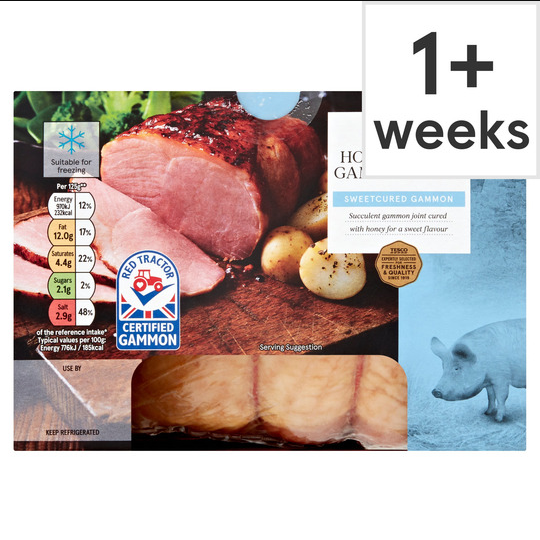 1+
weeks
Suitable for
freezing
Energy
970kJ
232kcal
12%
Fat
12.0g
17%
Saturates
4.4g
22%
Sugars
2.1g
2%
Salt
2.9g
48%
of the reference intake*
Typical values per 100g:
Energy 776kJ / 185kcal
USE BY
KEEP REFRIGERATED
RED TRACTOR
CERTIFIED
GAMMON
Serving Suggestion
HO
GA
SWEETCURED GAMMON
Succulent gammon joint cured
with honey for a sweet flavour
TESCO
EXPERTLY SELECTED
FOR
FRESHNESS
& QUALITY
SINCE 1919